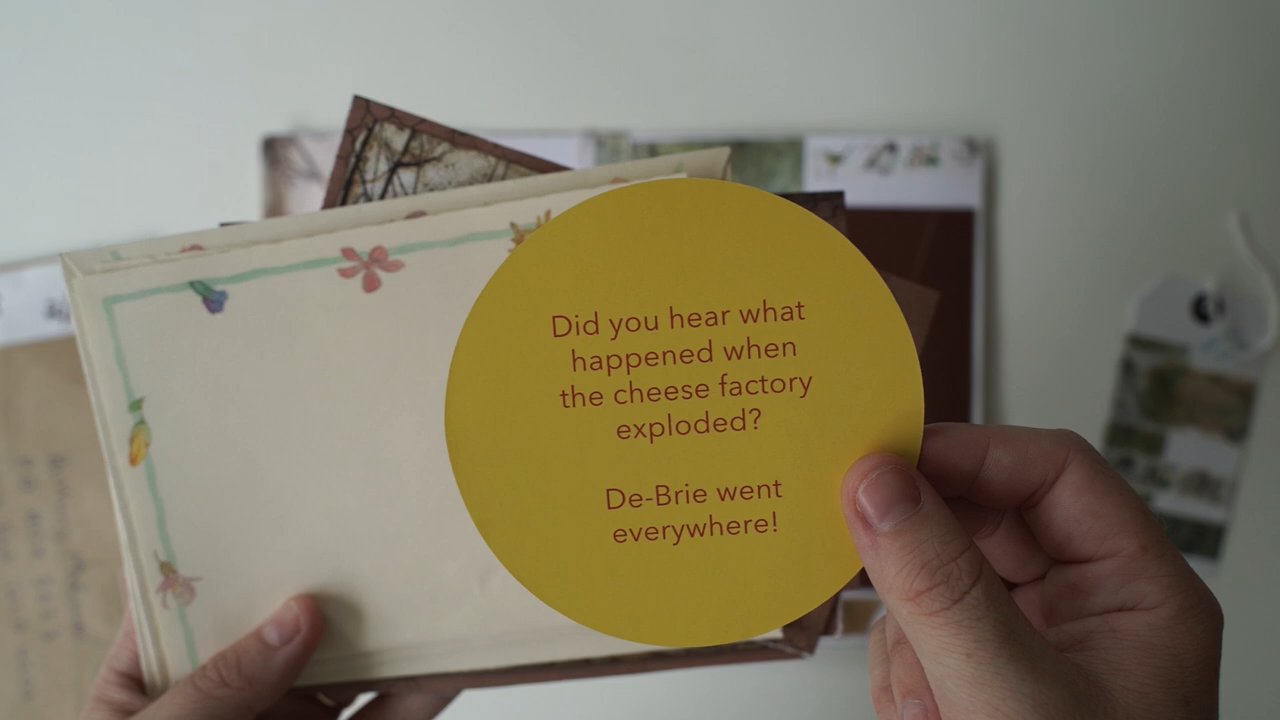 Did you hear what
happened when
the cheese factory
exploded?
De-Brie went
everywhere!